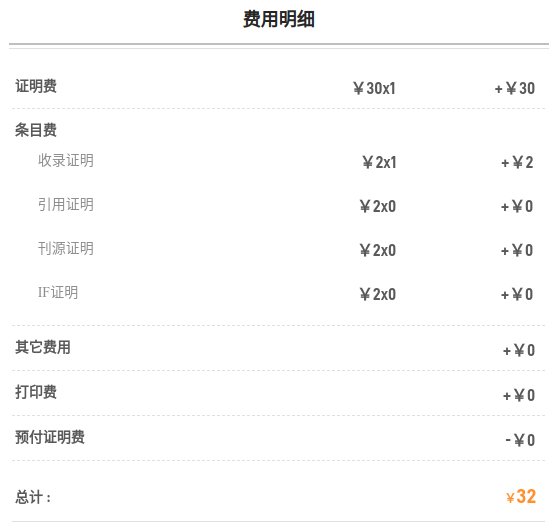 费用明细
证明费 ￥30x1 +￥30
条目费
收录证明 ￥2x1 +￥2
引用证明 ￥2x0 +￥0
刊源证明 ￥2x0 +￥0
IF证明 ￥2x0 +￥0
其它费用 +￥0
打印费 +￥0
预付证明费 -￥0
总计： ￥32